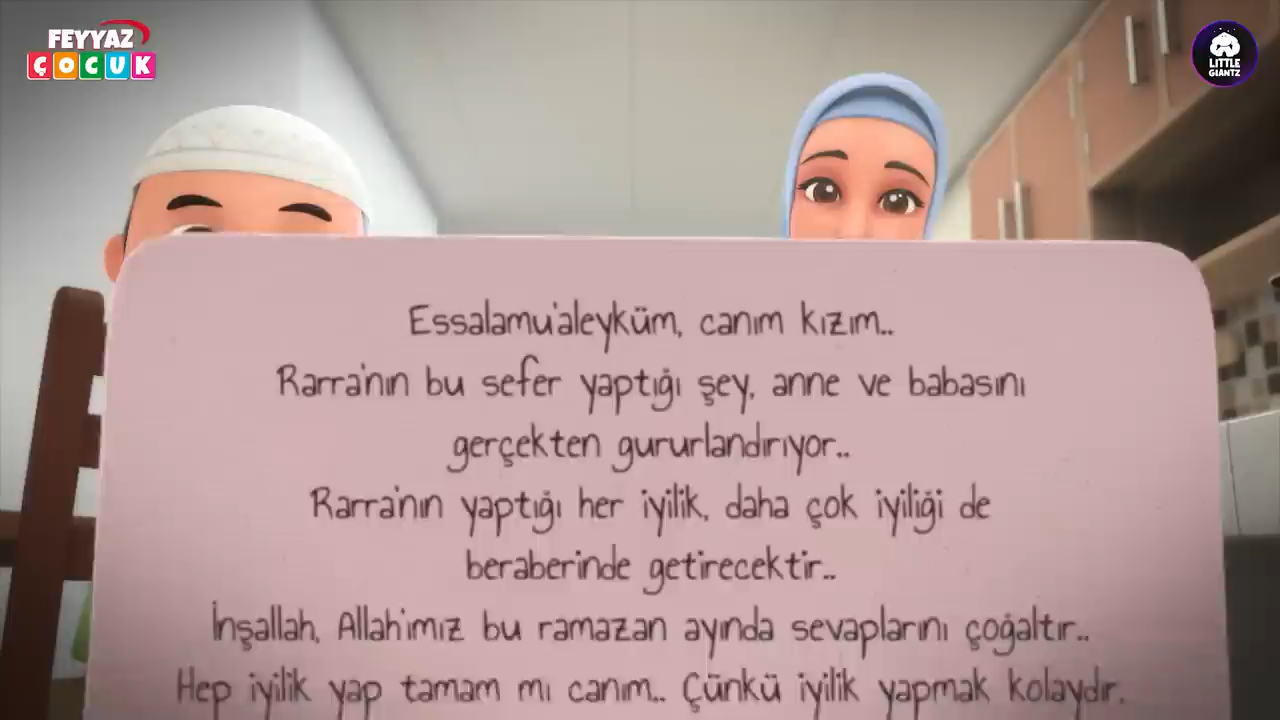 FEYYAZ
ÇOCUK
LITTLE
GIANTZ
Essalamu'aleyküm, canım kızım..
Rarra'nın bu sefer yaptığı şey, anne ve babasını
gerçekten gururlandırıyor..
Rarra'nın yaptığı her iyilik, daha çok iyiliği de
beraberinde getirecektir..
İnşallah, Allah'ımız bu ramazan ayında sevaplarını çoğaltır..
Hep iyilik yap tamam mı canım.. Çünkü iyilik yapmak kolaydır.